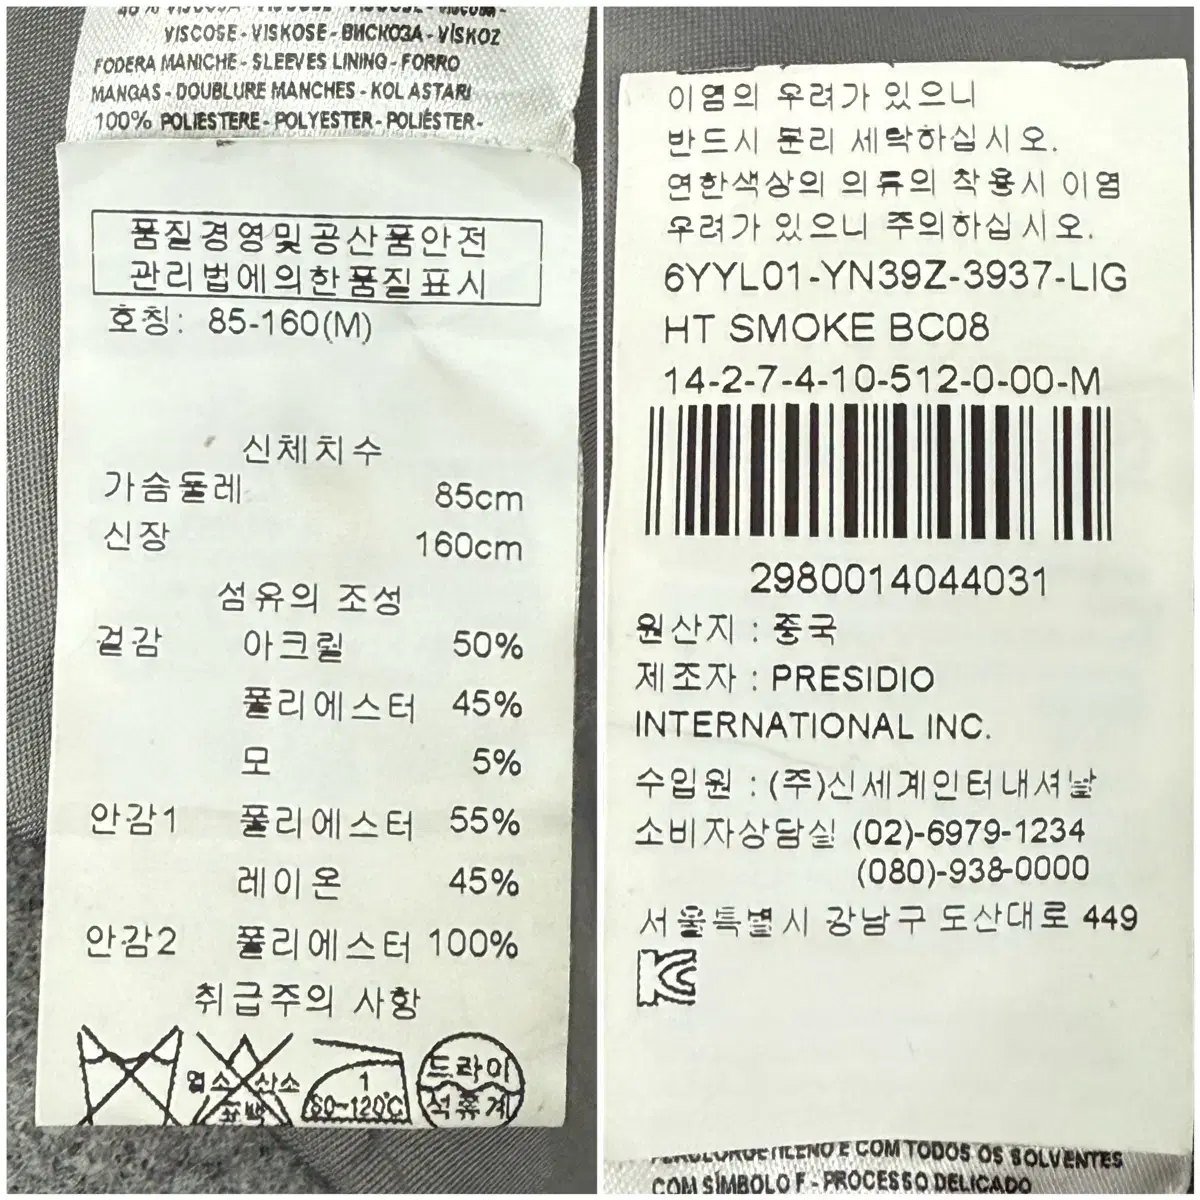 VISCOSE - VISKOSE - ВИСКОЗА - VÍSKOZ
FODERA MANICHE - SLEEVES LINING - FORRO
MANGAS - DOUBLURE MANCHES - KOL ASTARI
100% POLIESTERE - POLYESTER - POLIÉSTER -
품질경영및공산품안전
관리법에의한품질표시
호칭: 85-160(M)
신체치수
가슴둘레 85cm
신장 160cm
섬유의 조성
겉감 아크릴 50%
폴리에스터 45%
모 5%
안감1 폴리에스터 55%
레이온 45%
안감2 폴리에스터 100%
취급주의 사항
염소 산소
표백
1
80~120℃
드라이
석유계
이염의 우려가 있으니
반드시 분리 세탁하십시오.
연한색상의 의류의 착용시 이염
우려가 있으니 주의하십시오.
6YYL01-YN39Z-3937-LIG
HT SMOKE BC08
14-2-7-4-10-512-0-00-M
2980014044031
원산지 : 중국
제조자 : PRESIDIO
INTERNATIONAL INC.
수입원 : (주)신세계인터내셔날
소비자상담실 (02)-6979-1234
(080)-938-0000
서울특별시 강남구 도산대로 449
E COM TODOS OS SOLVENTES
COM SÍMBOLO F - PROCESSO DELICADO